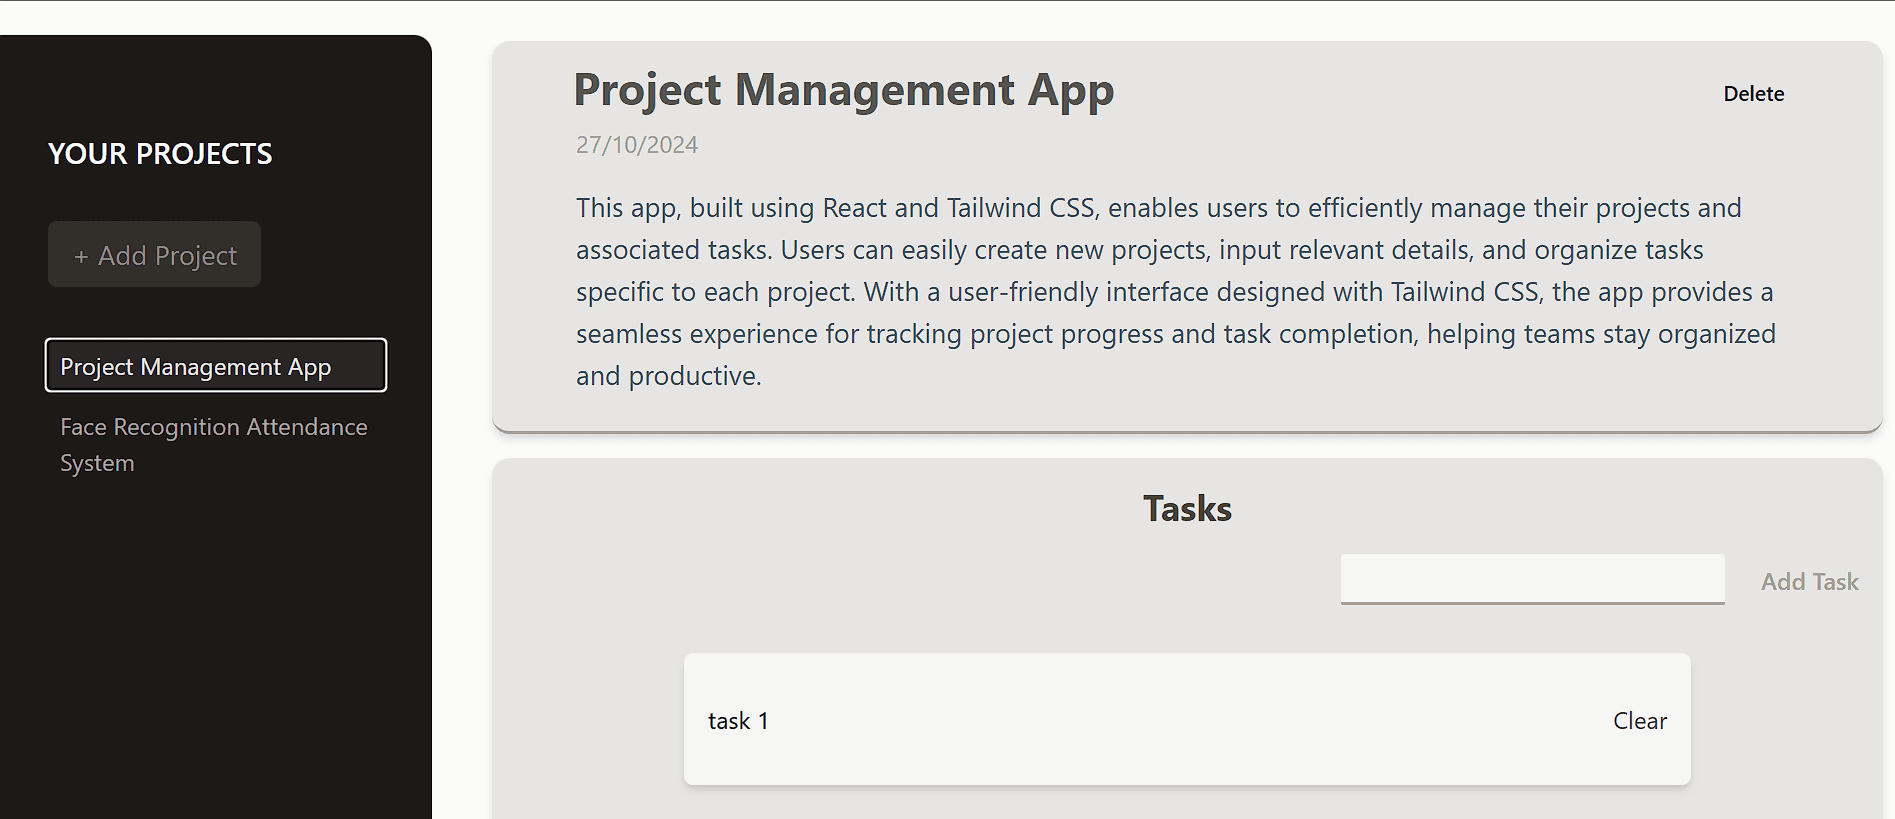 YOUR PROJECTS
+ Add Project
Project Management App
Face Recognition Attendance
System
Project Management App
Delete
27/10/2024
This app, built using React and Tailwind CSS, enables users to efficiently manage their projects and
associated tasks. Users can easily create new projects, input relevant details, and organize tasks
specific to each project. With a user-friendly interface designed with Tailwind CSS, the app provides a
seamless experience for tracking project progress and task completion, helping teams stay organized
and productive.
Tasks
Add Task
task 1
Clear